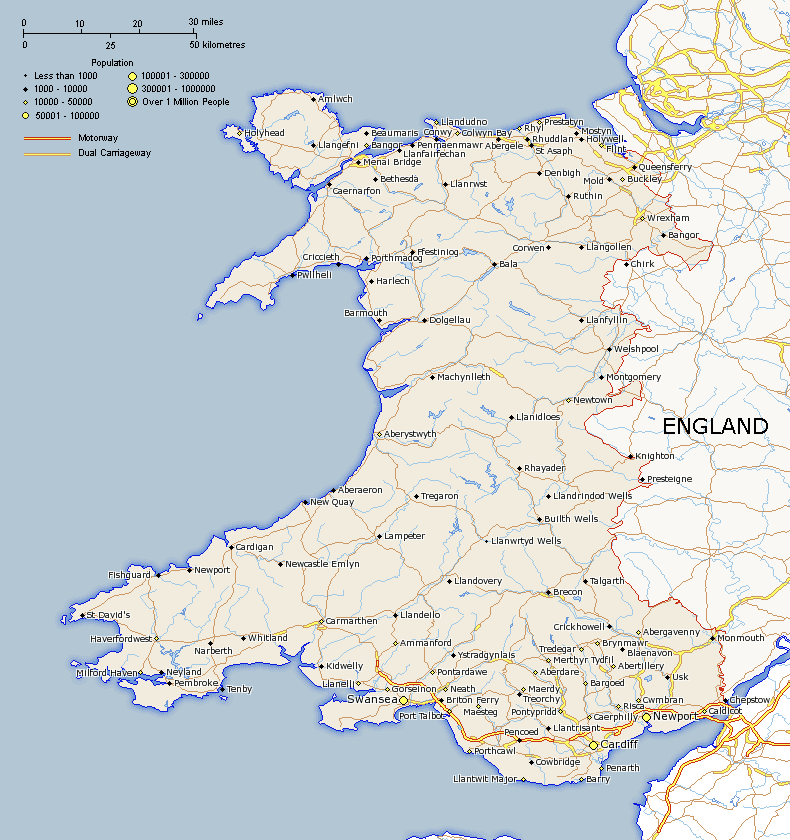 0 10 20 30 miles
0 25 50 kilometres
Population
Less than 1000
100001 - 300000
1000 - 10000
300001 - 1000000
10000 - 50000
Over 1 Million People
50001 - 100000
Motorway
Dual Carriageway
Amlwch
Holyhead
Llangefni
Beaumaris
Bangor
Menai Bridge
Llandudno
Conwy
Colwyn Bay
Penmaenmawr
Llanfairfechan
Abergele
Rhyl
Prestatyn
Rhuddlan
St Asaph
Mostyn
Holywell
Flint
Queensferry
Buckley
Mold
Denbigh
Ruthin
Bethesda
Caernarfon
Llanrwst
Wrexham
Bangor
Corwen
Llangollen
Chirk
Criccieth
Porthmadog
Ffestiniog
Bala
Pwllheli
Harlech
Barmouth
Dolgellau
Llanfyllin
Welshpool
Machynlleth
Montgomery
Newtown
Llanidloes
ENGLAND
Aberystwyth
Knighton
Rhayader
Presteigne
Aberaeron
New Quay
Tregaron
Llandrindod Wells
Builth Wells
Lampeter
Llanwrtyd Wells
Cardigan
Newcastle Emlyn
Fishguard
Newport
Llandovery
Talgarth
Brecon
St David's
Carmarthen
Llandeilo
Crickhowell
Abergavenny
Monmouth
Haverfordwest
Whitland
Narberth
Ammanford
Ystradgynlais
Tredegar
Brynmawr
Blaenavon
Merthyr Tydfil
Abertillery
Milford Haven
Neyland
Pembroke
Tenby
Kidwelly
Llanelli
Pontardawe
Aberdare
Bargoed
Usk
Gorseinon
Neath
Maerdy
Treorchy
Cwmbran
Chepstow
Swansea
Briton Ferry
Maesteg
Pontypridd
Risca
Caldicot
Port Talbot
Caerphilly
Newport
Llantrisant
Pencoed
Cardiff
Porthcawl
Cowbridge
Penarth
Llantwit Major
Barry